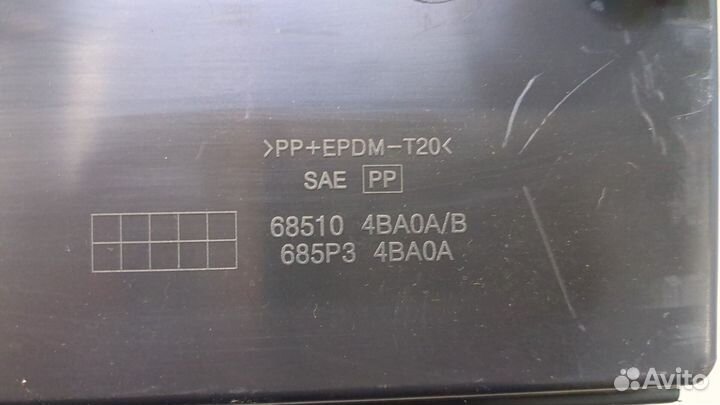 >PP+EPDM-T20<
SAE PP
68510 4BA0A/B
685P3 4BA0A
Avito